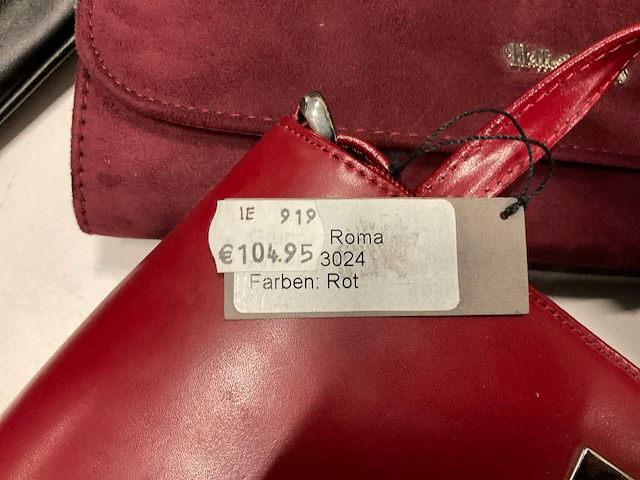 IE 919
€104.95
Roma
3024
Farben: Rot